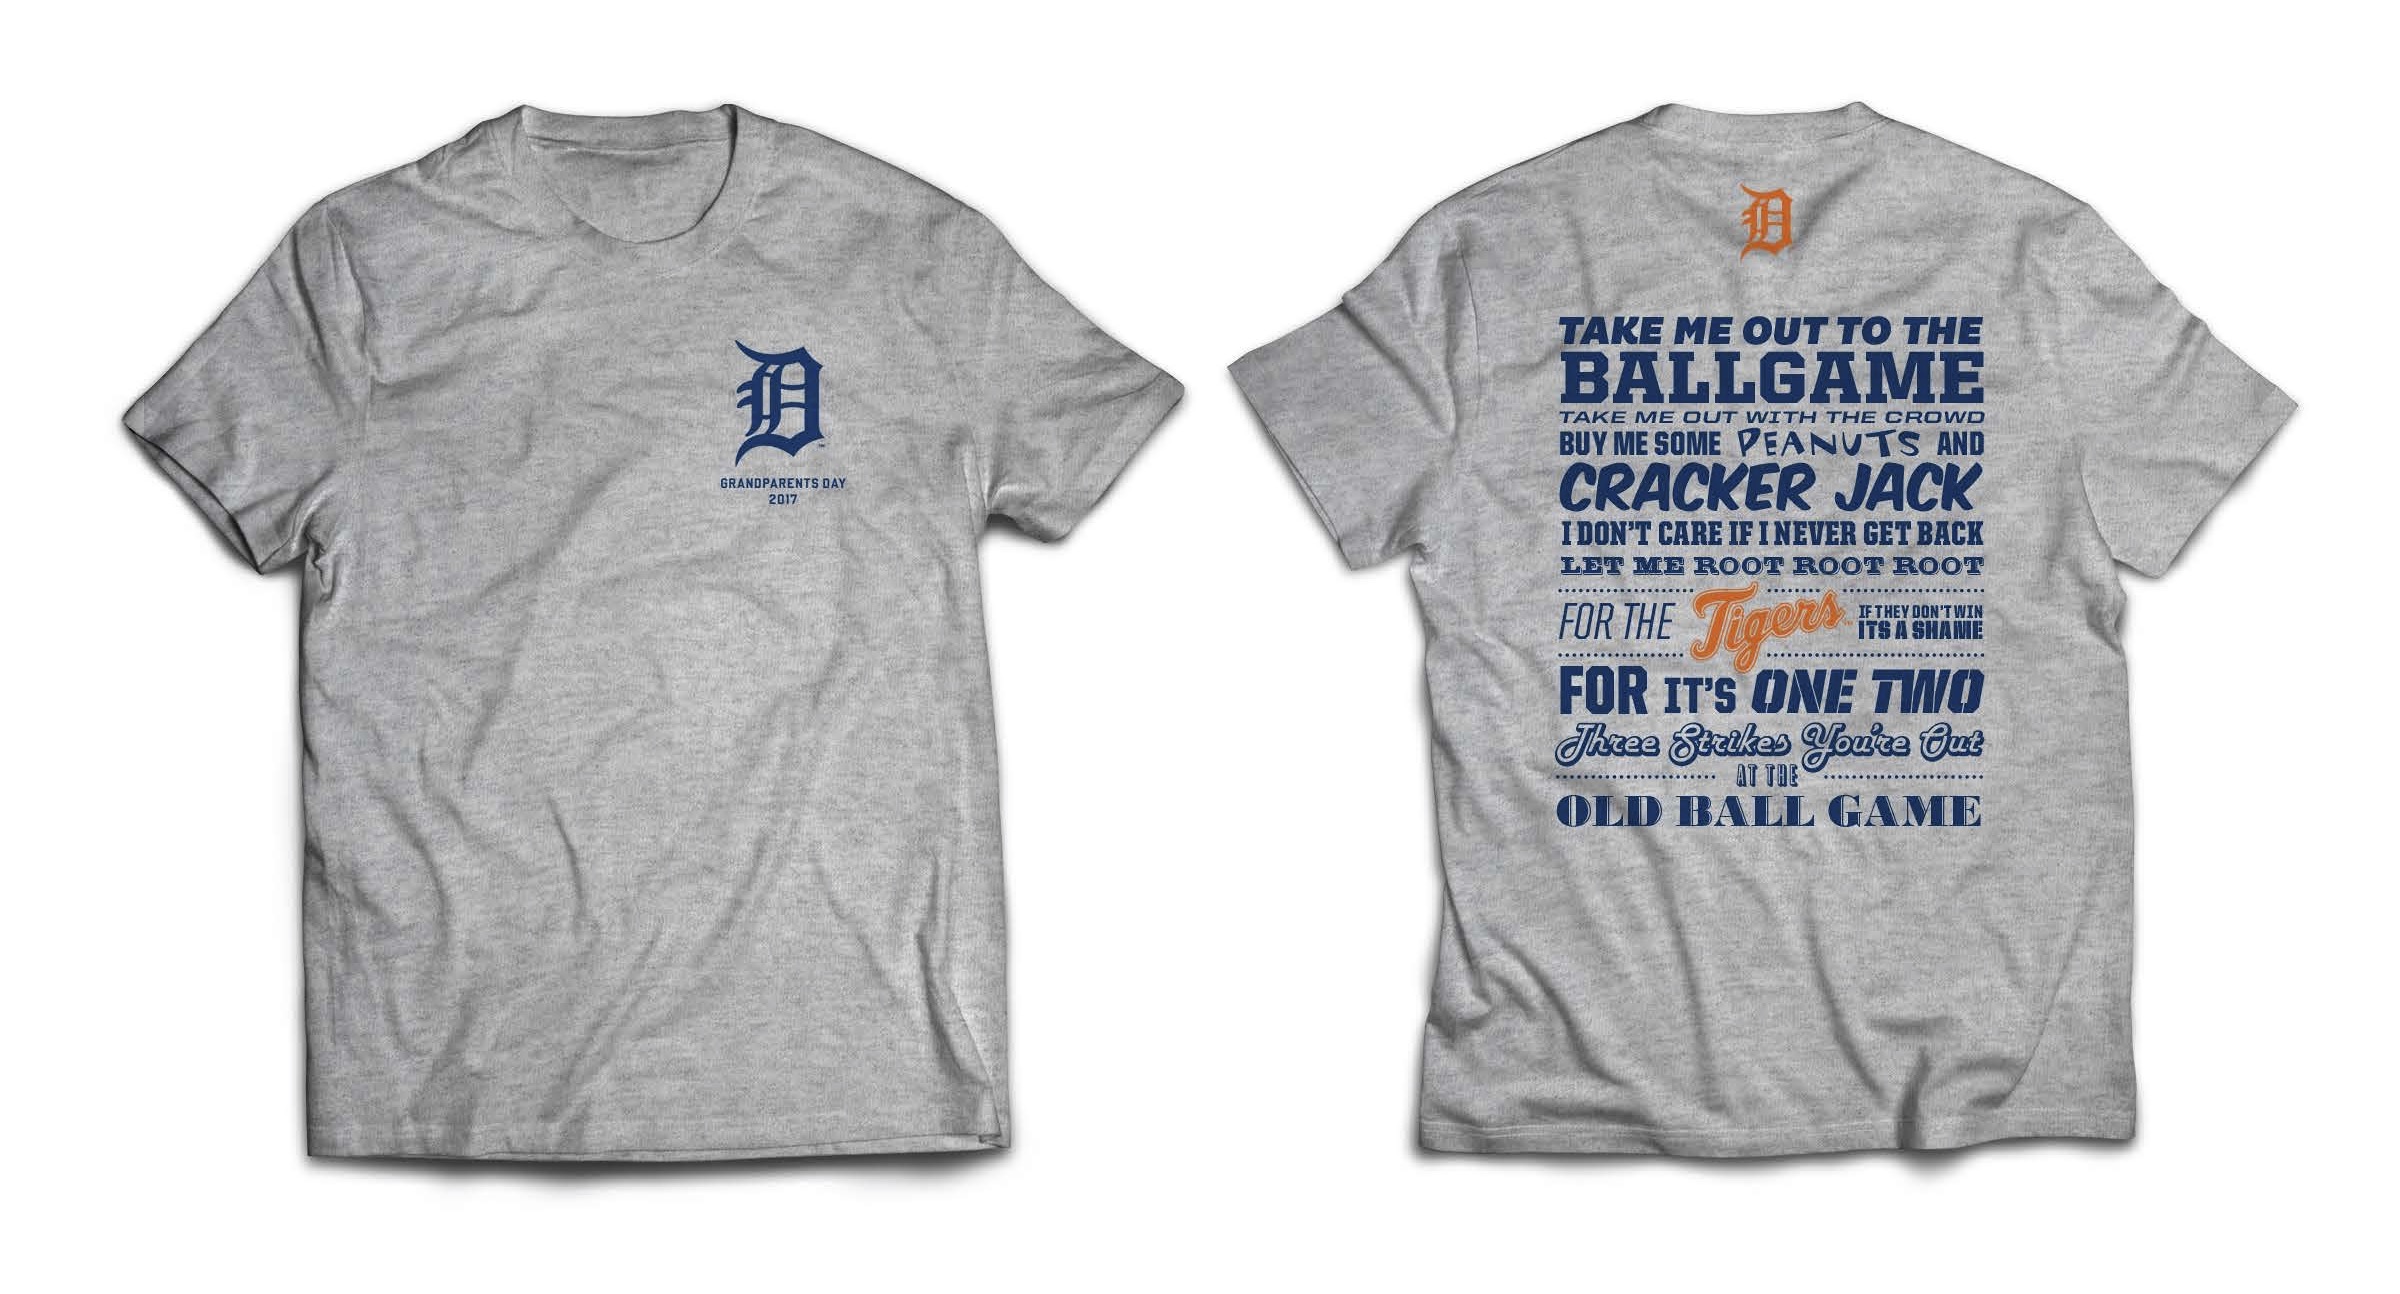 D
GRANDPARENTS DAY
2017
D
TAKE ME OUT TO THE
BALLGAME
TAKE ME OUT WITH THE CROWD
BUY ME SOME PEANUTS AND
CRACKER JACK
I DON'T CARE IF I NEVER GET BACK
LET ME ROOT ROOT ROOT
FOR THE Tigers IF THEY DON'T WIN
ITS A SHAME
FOR IT'S ONE TWO
Three Strikes You're Out
AT THE
OLD BALL GAME